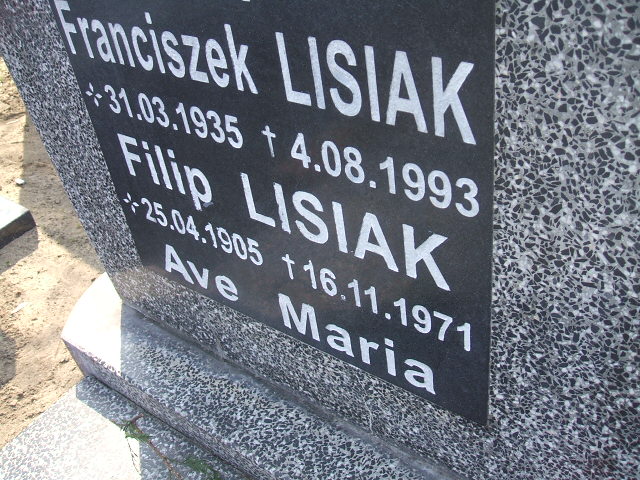 Franciszek LISIAK
⁎31.03.1935 † 4.08.1993
Filip LISIAK
⁎25.04.1905 † 16.11.1971
Ave Maria